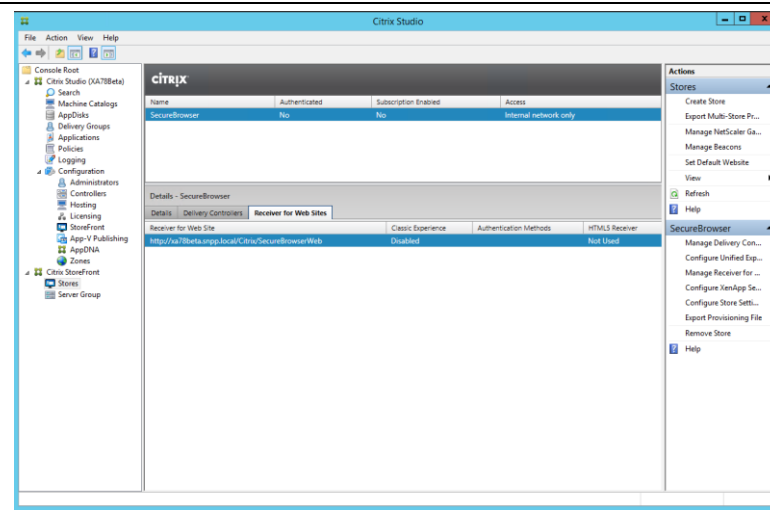 Citrix Studio
File Action View Help
Console Root
Citrix Studio (XA78Beta)
Search
Machine Catalogs
AppDisks
Delivery Groups
Applications
Policies
Logging
Configuration
Administrators
Controllers
Hosting
Licensing
StoreFront
App-V Publishing
AppDNA
Zones
Citrix StoreFront
Stores
Server Group
CİTRIX
Name Authenticated Subscription Enabled Access
SecureBrowser No No Internal network only
Details - SecureBrowser
Details Delivery Controllers Receiver for Web Sites
Receiver for Web Site Classic Experience Authentication Methods HTML5 Receiver
http://xa78beta.snpp.local/Citrix/SecureBrowserWeb Disabled Not Used
Actions
Stores
Create Store
Export Multi-Store Pr...
Manage NetScaler Ga...
Manage Beacons
Set Default Website
View
Refresh
Help
SecureBrowser
Manage Delivery Con...
Configure Unified Exp...
Manage Receiver for ...
Configure XenApp Se...
Configure Store Setti...
Export Provisioning File
Remove Store
Help